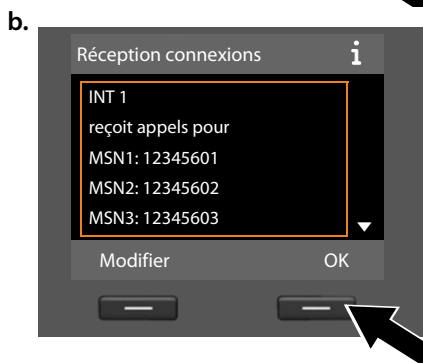 b.
Réception connexions i
INT 1
reçoit appels pour
MSN1: 12345601
MSN2: 12345602
MSN3: 12345603
Modifier OK